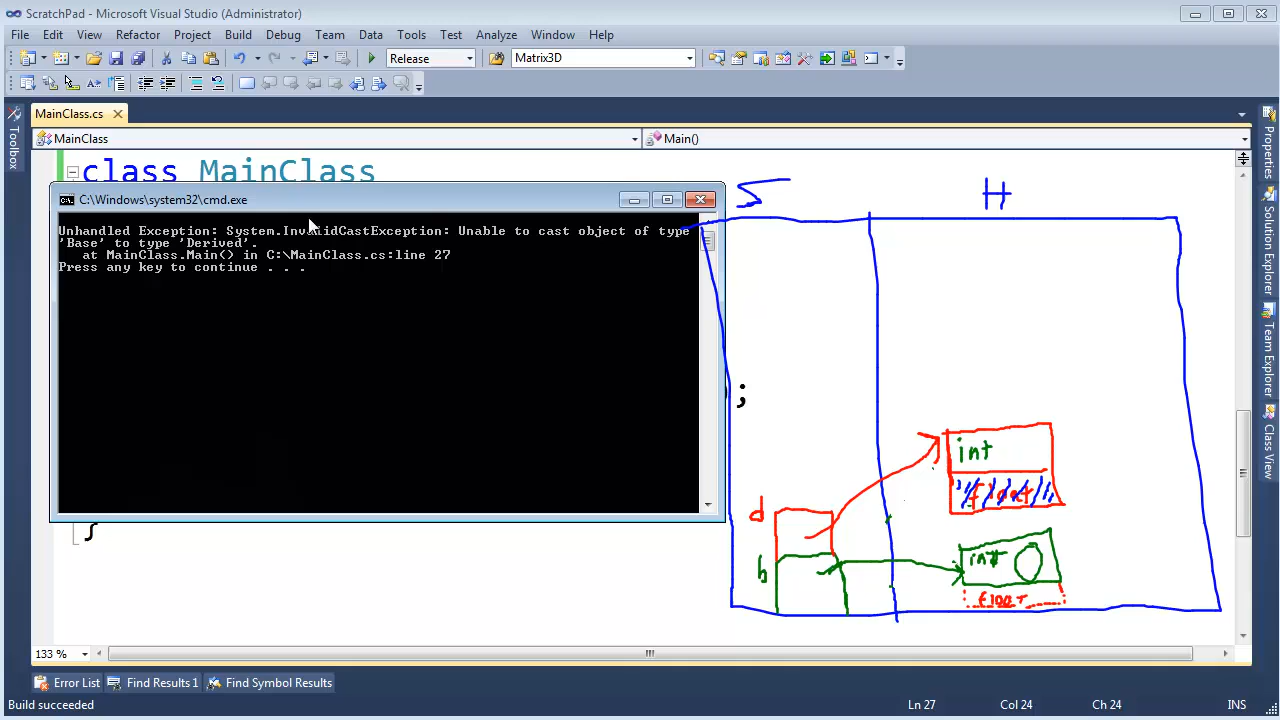 ScratchPad - Microsoft Visual Studio (Administrator)
File Edit View Refactor Project Build Debug Team Data Tools Test Analyze Window Help
Release Matrix3D
MainClass.cs
MainClass Main()
class MainClass
C:\Windows\system32\cmd.exe
Unhandled Exception: System.InvalidCastException: Unable to cast object of type
'Base' to type 'Derived'.
at MainClass.Main() in C:\MainClass.cs:line 27
Press any key to continue . . .
);
}
S H
int
float
d
b
int
float
Toolbox
Properties
Solution Explorer
Team Explorer
Class View
133 %
Error List Find Results 1 Find Symbol Results
Build succeeded Ln 27 Col 24 Ch 24 INS